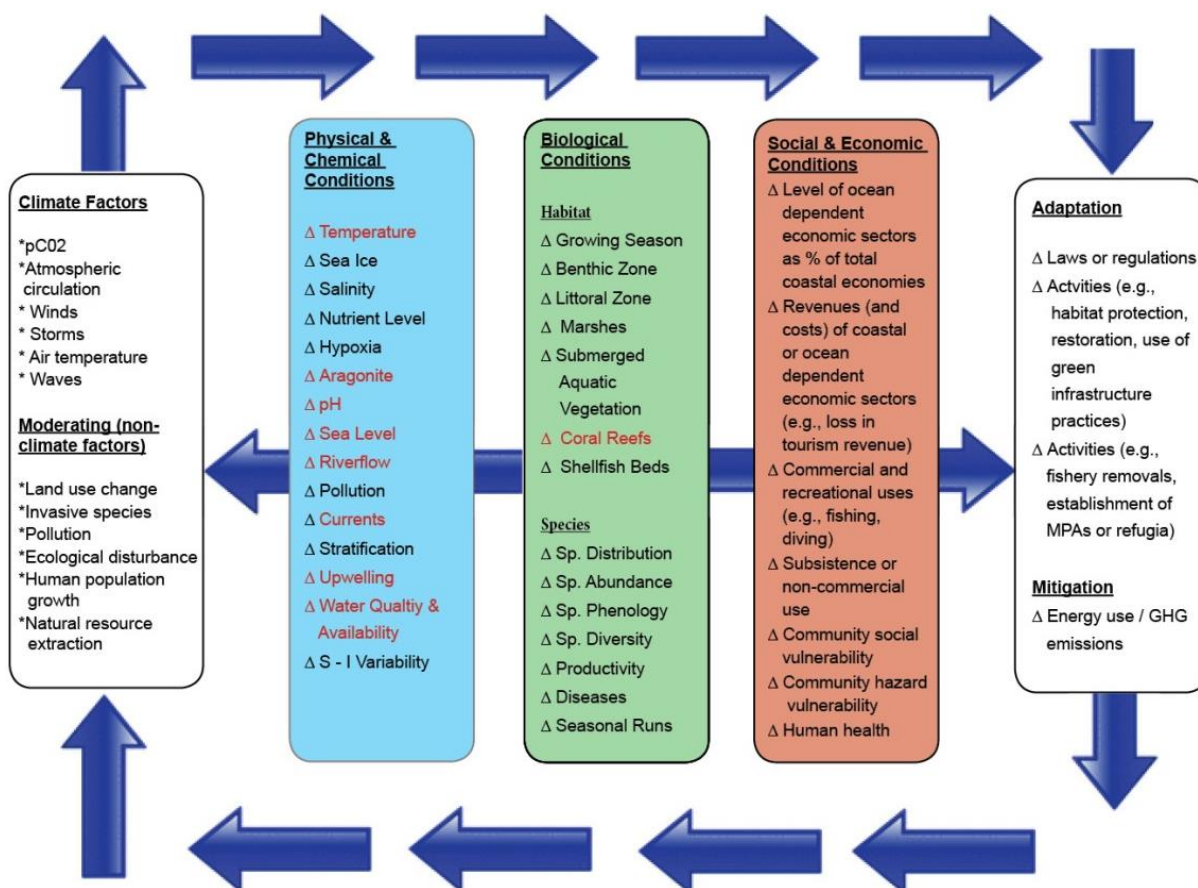 Climate Factors
*pC02
*Atmospheric
circulation
* Winds
* Storms
* Air temperature
* Waves
Moderating (non-
climate factors)
*Land use change
*Invasive species
*Pollution
*Ecological disturbance
*Human population
growth
*Natural resource
extraction
Physical &
Chemical
Conditions
Δ Temperature
Δ Sea Ice
Δ Salinity
Δ Nutrient Level
Δ Hypoxia
Δ Aragonite
Δ pH
Δ Sea Level
Δ Riverflow
Δ Pollution
Δ Currents
Δ Stratification
Δ Upwelling
Δ Water Qualtiy &
Availability
Δ S - I Variability
Biological
Conditions
Habitat
Δ Growing Season
Δ Benthic Zone
Δ Littoral Zone
Δ Marshes
Δ Submerged
Aquatic
Vegetation
Δ Coral Reefs
Δ Shellfish Beds
Species
Δ Sp. Distribution
Δ Sp. Abundance
Δ Sp. Phenology
Δ Sp. Diversity
Δ Productivity
Δ Diseases
Δ Seasonal Runs
Social & Economic
Conditions
Δ Level of ocean
dependent
economic sectors
as % of total
coastal economies
Δ Revenues (and
costs) of coastal
or ocean
dependent
economic sectors
(e.g., loss in
tourism revenue)
Δ Commercial and
recreational uses
(e.g., fishing,
diving)
Δ Subsistence or
non-commercial
use
Δ Community social
vulnerability
Δ Community hazard
vulnerability
Δ Human health
Adaptation
Δ Laws or regulations
Δ Actvities (e.g.,
habitat protection,
restoration, use of
green
infrastructure
practices)
Δ Activities (e.g.,
fishery removals,
establishment of
MPAs or refugia)
Mitigation
Δ Energy use / GHG
emissions